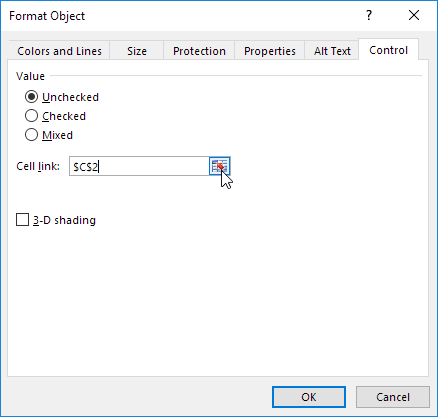 Format Object
?
Colors and Lines Size Protection Properties Alt Text Control
Value
Unchecked
Checked
Mixed
Cell link: $C$2
3-D shading
OK Cancel